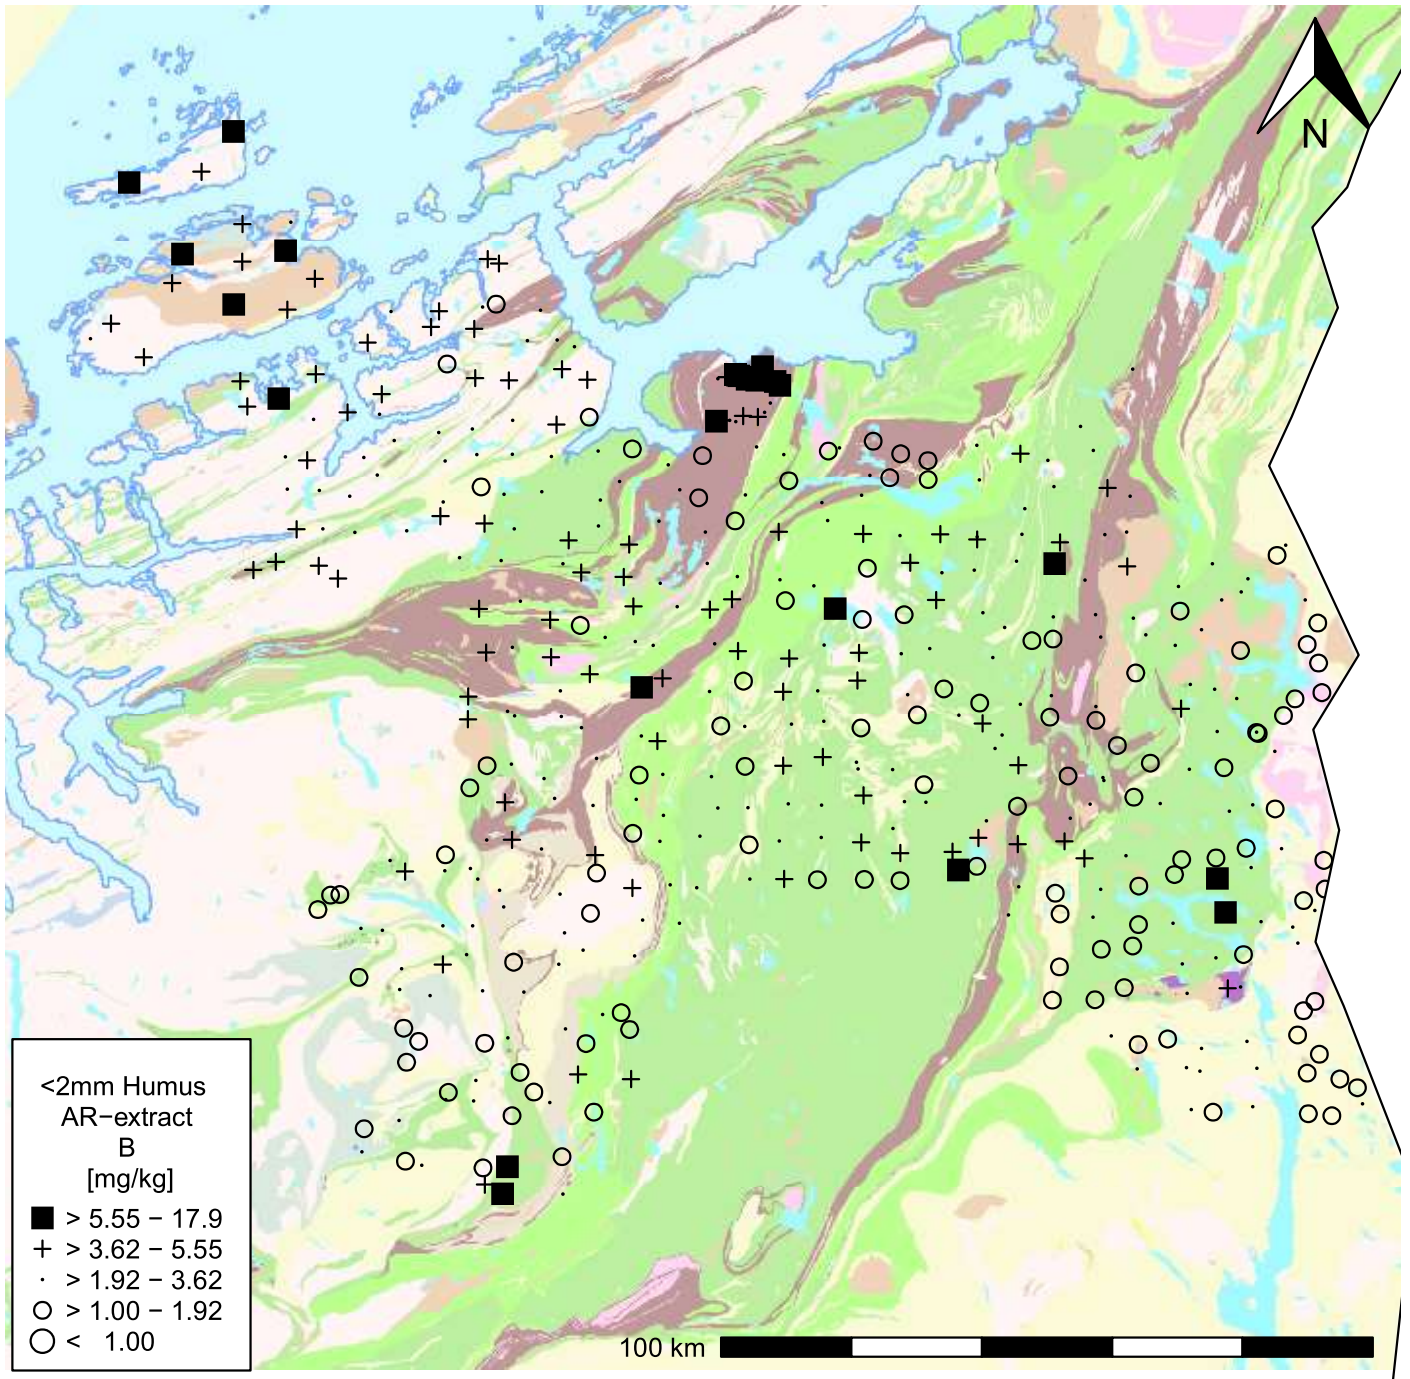 N
<2mm Humus
AR−extract
B
[mg/kg]
> 5.55 − 17.9
> 3.62 − 5.55
> 1.92 − 3.62
> 1.00 − 1.92
< 1.00
100 km